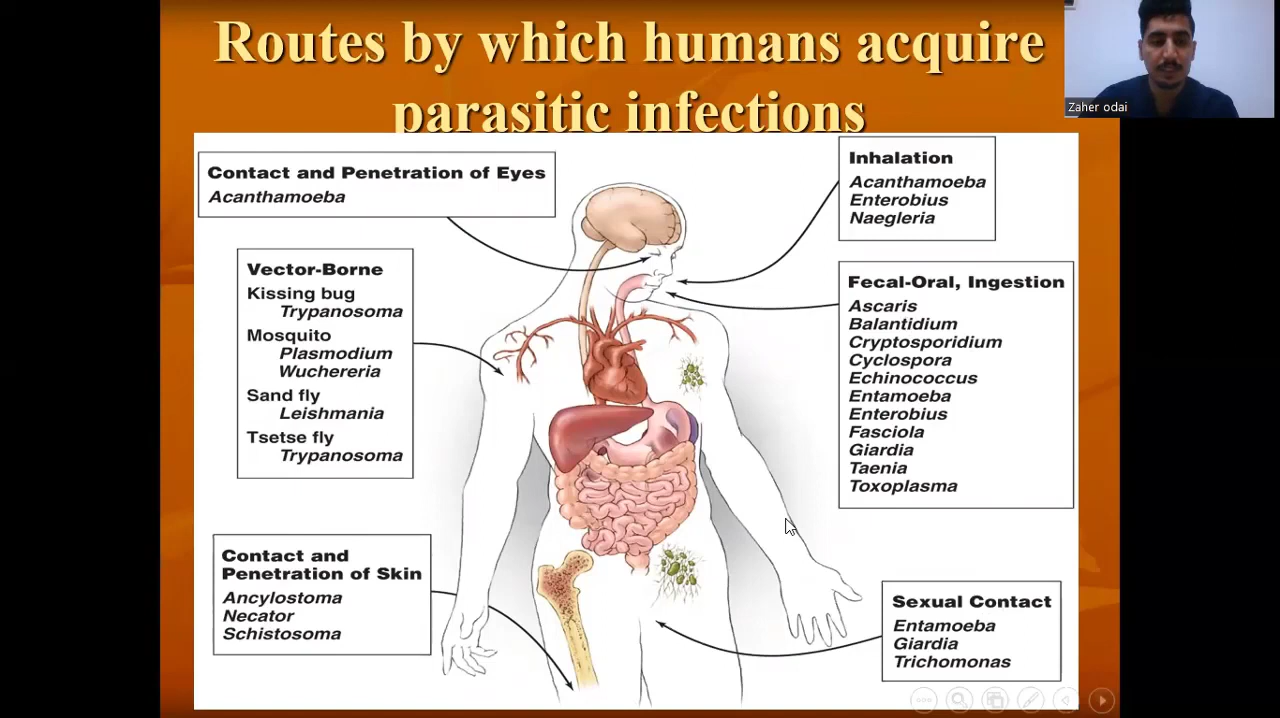 Routes by which humans acquire
parasitic infections
Zaher odai
Contact and Penetration of Eyes
Acanthamoeba
Vector-Borne
Kissing bug
Trypanosoma
Mosquito
Plasmodium
Wuchereria
Sand fly
Leishmania
Tsetse fly
Trypanosoma
Contact and
Penetration of Skin
Ancylostoma
Necator
Schistosoma
Inhalation
Acanthamoeba
Enterobius
Naegleria
Fecal-Oral, Ingestion
Ascaris
Balantidium
Cryptosporidium
Cyclospora
Echinococcus
Entamoeba
Enterobius
Fasciola
Giardia
Taenia
Toxoplasma
Sexual Contact
Entamoeba
Giardia
Trichomonas